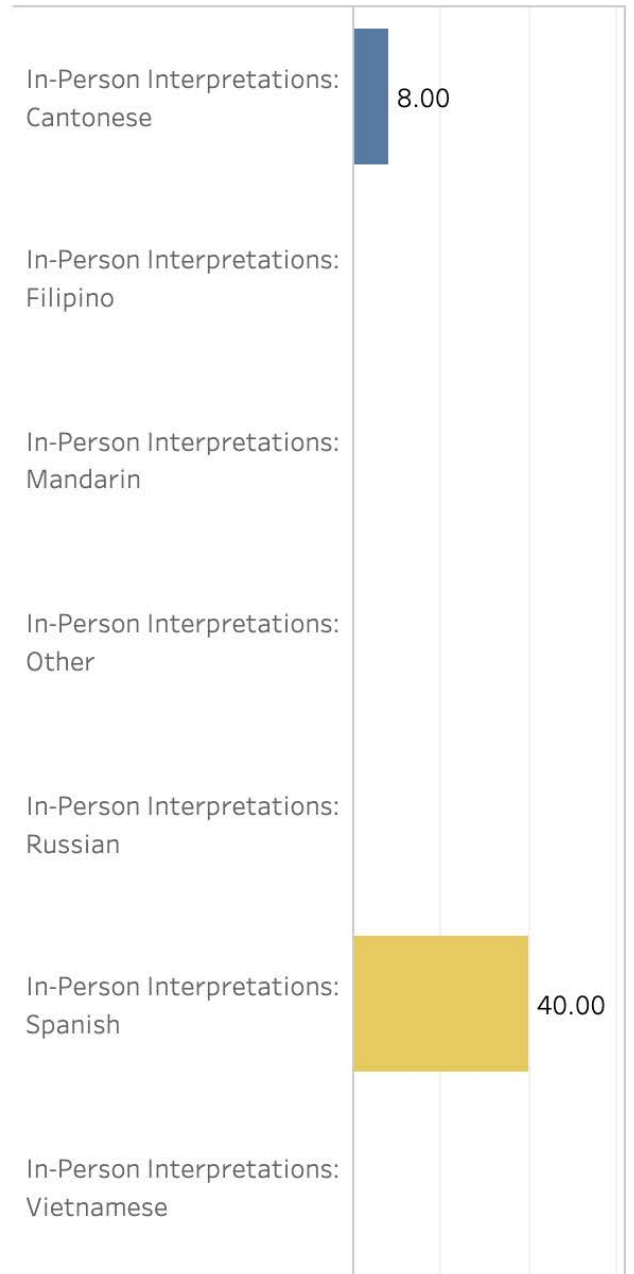 In-Person Interpretations:
Cantonese
8.00
In-Person Interpretations:
Filipino
In-Person Interpretations:
Mandarin
In-Person Interpretations:
Other
In-Person Interpretations:
Russian
In-Person Interpretations:
Spanish
40.00
In-Person Interpretations:
Vietnamese